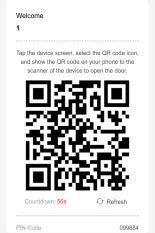 Welcome
1
Tap the device screen, select the QR code icon,
and show the QR code on your phone to the
scanner of the device to open the door.
Countdown: 56s Refresh
PIN Code 099884